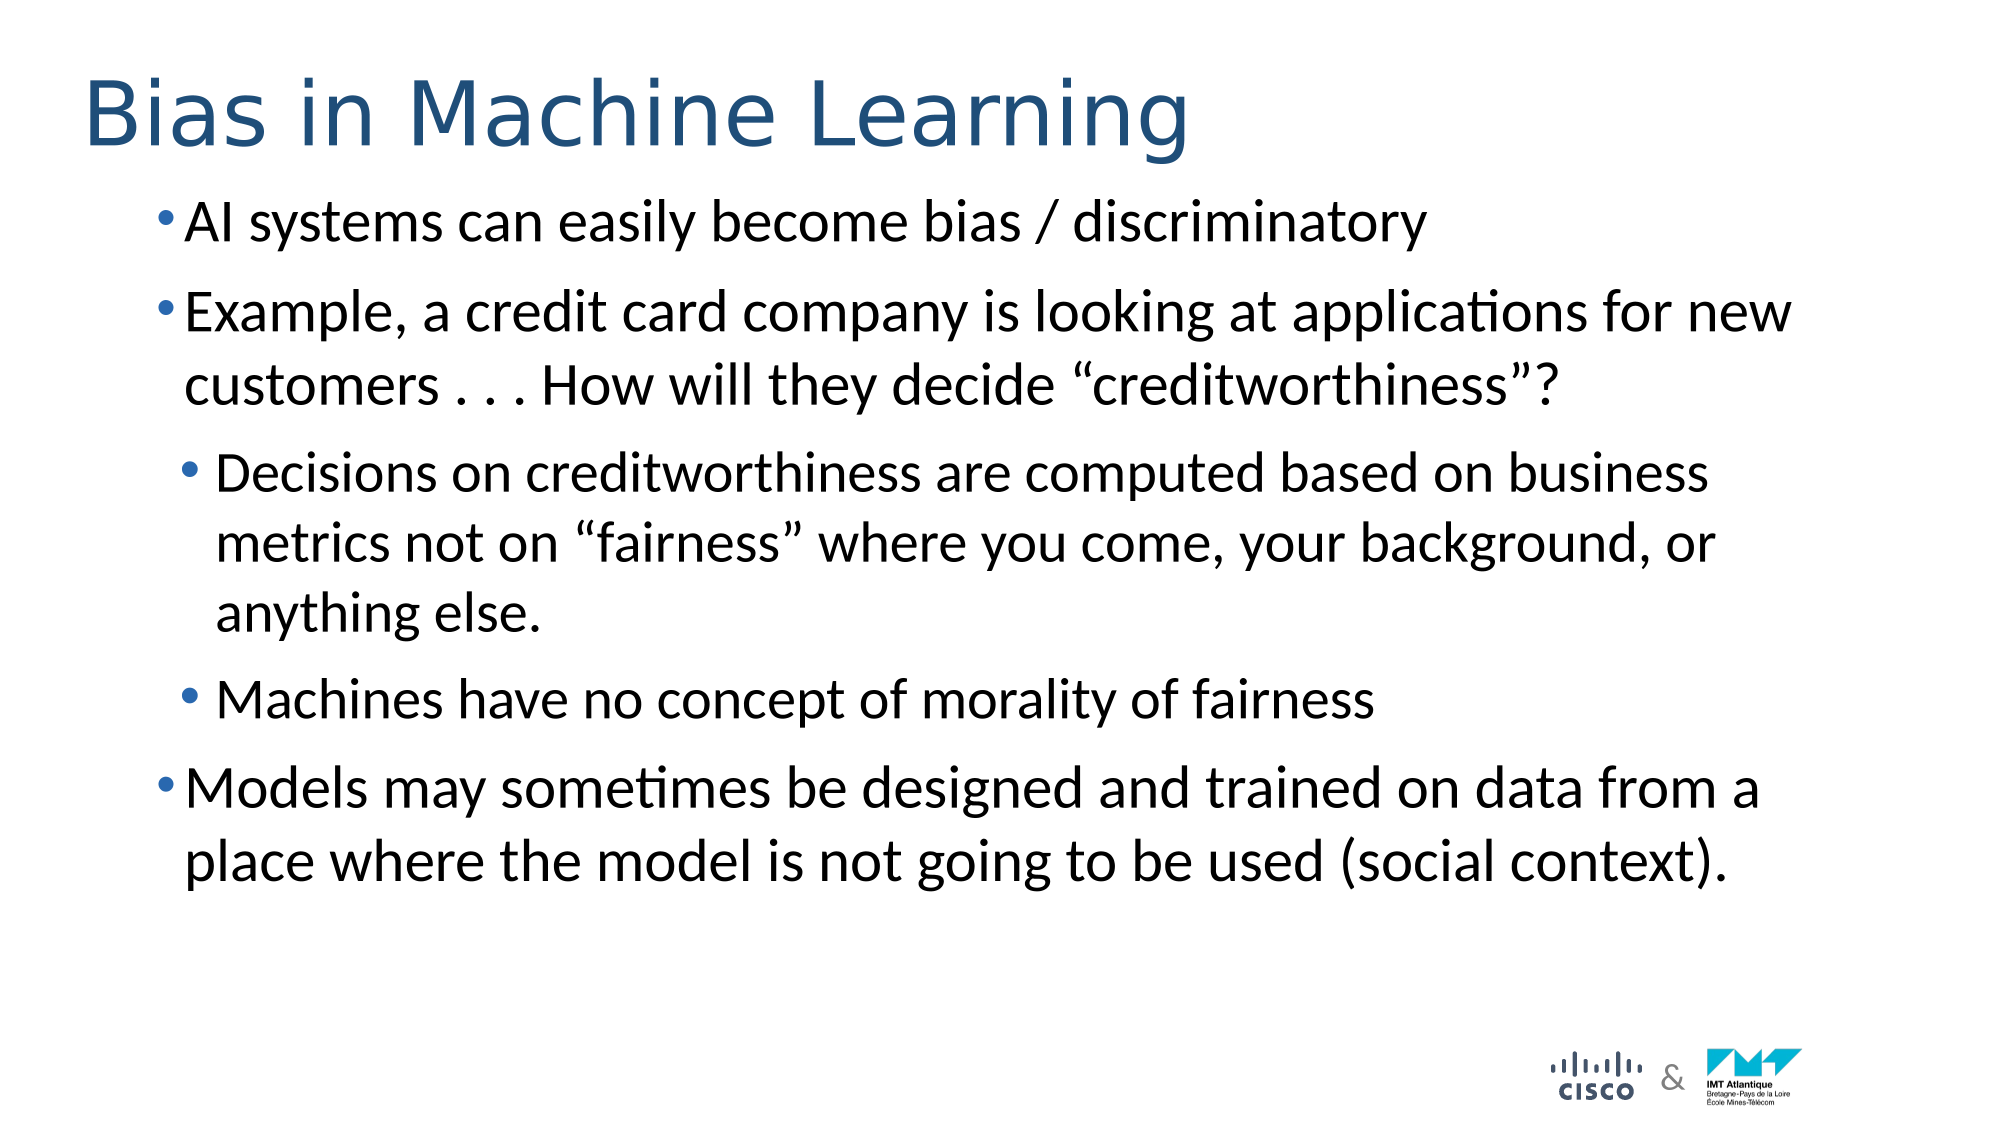 Bias in Machine Learning
• AI systems can easily become bias / discriminatory
• Example, a credit card company is looking at applications for new
customers . . . How will they decide “creditworthiness”?
• Decisions on creditworthiness are computed based on business
metrics not on “fairness” where you come, your background, or
anything else.
• Machines have no concept of morality of fairness
• Models may sometimes be designed and trained on data from a
place where the model is not going to be used (social context).
CISCO & IMT Atlantique
Bretagne-Pays de la Loire
École Mines-Télécom